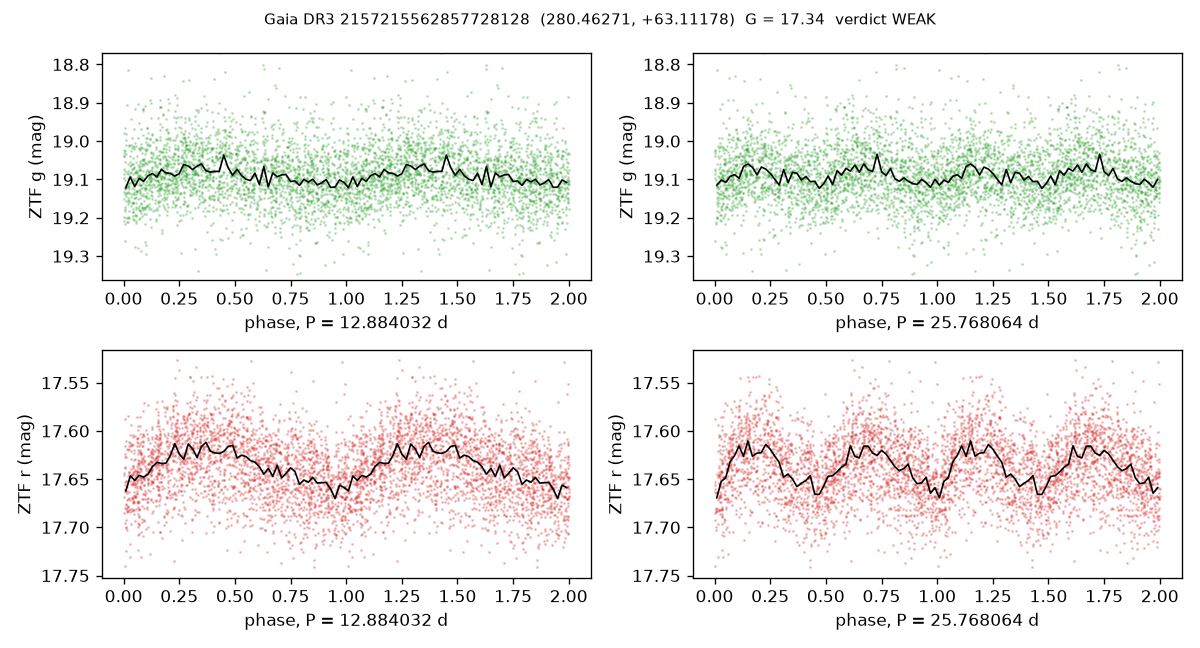 Gaia DR3 2157215562857728128  (280.46271, +63.11178)  G = 17.34  verdict WEAK
18.8
18.9
19.0
19.1
19.2
19.3
ZTF g (mag)
0.00 0.25 0.50 0.75 1.00 1.25 1.50 1.75 2.00
phase, P = 12.884032 d
18.8
18.9
19.0
19.1
19.2
19.3
ZTF g (mag)
0.00 0.25 0.50 0.75 1.00 1.25 1.50 1.75 2.00
phase, P = 25.768064 d
17.55
17.60
17.65
17.70
17.75
ZTF r (mag)
0.00 0.25 0.50 0.75 1.00 1.25 1.50 1.75 2.00
phase, P = 12.884032 d
17.55
17.60
17.65
17.70
17.75
ZTF r (mag)
0.00 0.25 0.50 0.75 1.00 1.25 1.50 1.75 2.00
phase, P = 25.768064 d